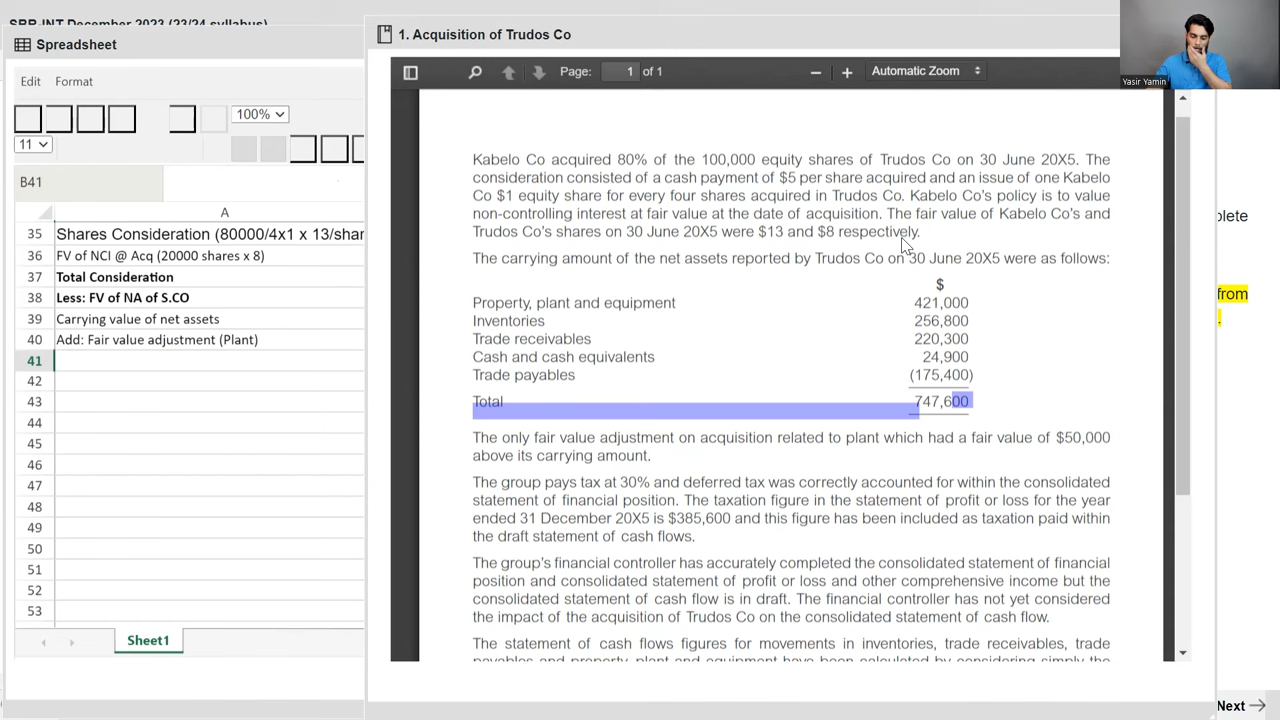 SBR-INT December 2023 (23/24 syllabus)
Spreadsheet
Edit Format
100%
11
B41
A
35 Shares Consideration (80000/4x1 x 13/shar
36 FV of NCI @ Acq (20000 shares x 8)
37 Total Consideration
38 Less: FV of NA of S.CO
39 Carrying value of net assets
40 Add: Fair value adjustment (Plant)
41
42
43
44
45
46
47
48
49
50
51
52
53
Sheet1
1. Acquisition of Trudos Co
Page: 1 of 1
Automatic Zoom
Kabelo Co acquired 80% of the 100,000 equity shares of Trudos Co on 30 June 20X5. The
consideration consisted of a cash payment of $5 per share acquired and an issue of one Kabelo
Co $1 equity share for every four shares acquired in Trudos Co. Kabelo Co's policy is to value
non-controlling interest at fair value at the date of acquisition. The fair value of Kabelo Co's and
Trudos Co's shares on 30 June 20X5 were $13 and $8 respectively.
The carrying amount of the net assets reported by Trudos Co on 30 June 20X5 were as follows:
$
Property, plant and equipment 421,000
Inventories 256,800
Trade receivables 220,300
Cash and cash equivalents 24,900
Trade payables (175,400)
Total 747,600
The only fair value adjustment on acquisition related to plant which had a fair value of $50,000
above its carrying amount.
The group pays tax at 30% and deferred tax was correctly accounted for within the consolidated
statement of financial position. The taxation figure in the statement of profit or loss for the year
ended 31 December 20X5 is $385,600 and this figure has been included as taxation paid within
the draft statement of cash flows.
The group's financial controller has accurately completed the consolidated statement of financial
position and consolidated statement of profit or loss and other comprehensive income but the
consolidated statement of cash flow is in draft. The financial controller has not yet considered
the impact of the acquisition of Trudos Co on the consolidated statement of cash flow.
The statement of cash flows figures for movements in inventories, trade receivables, trade
payables and property, plant and equipment have been calculated by considering simply the
Yasir Yamin
plete
from
.
Next